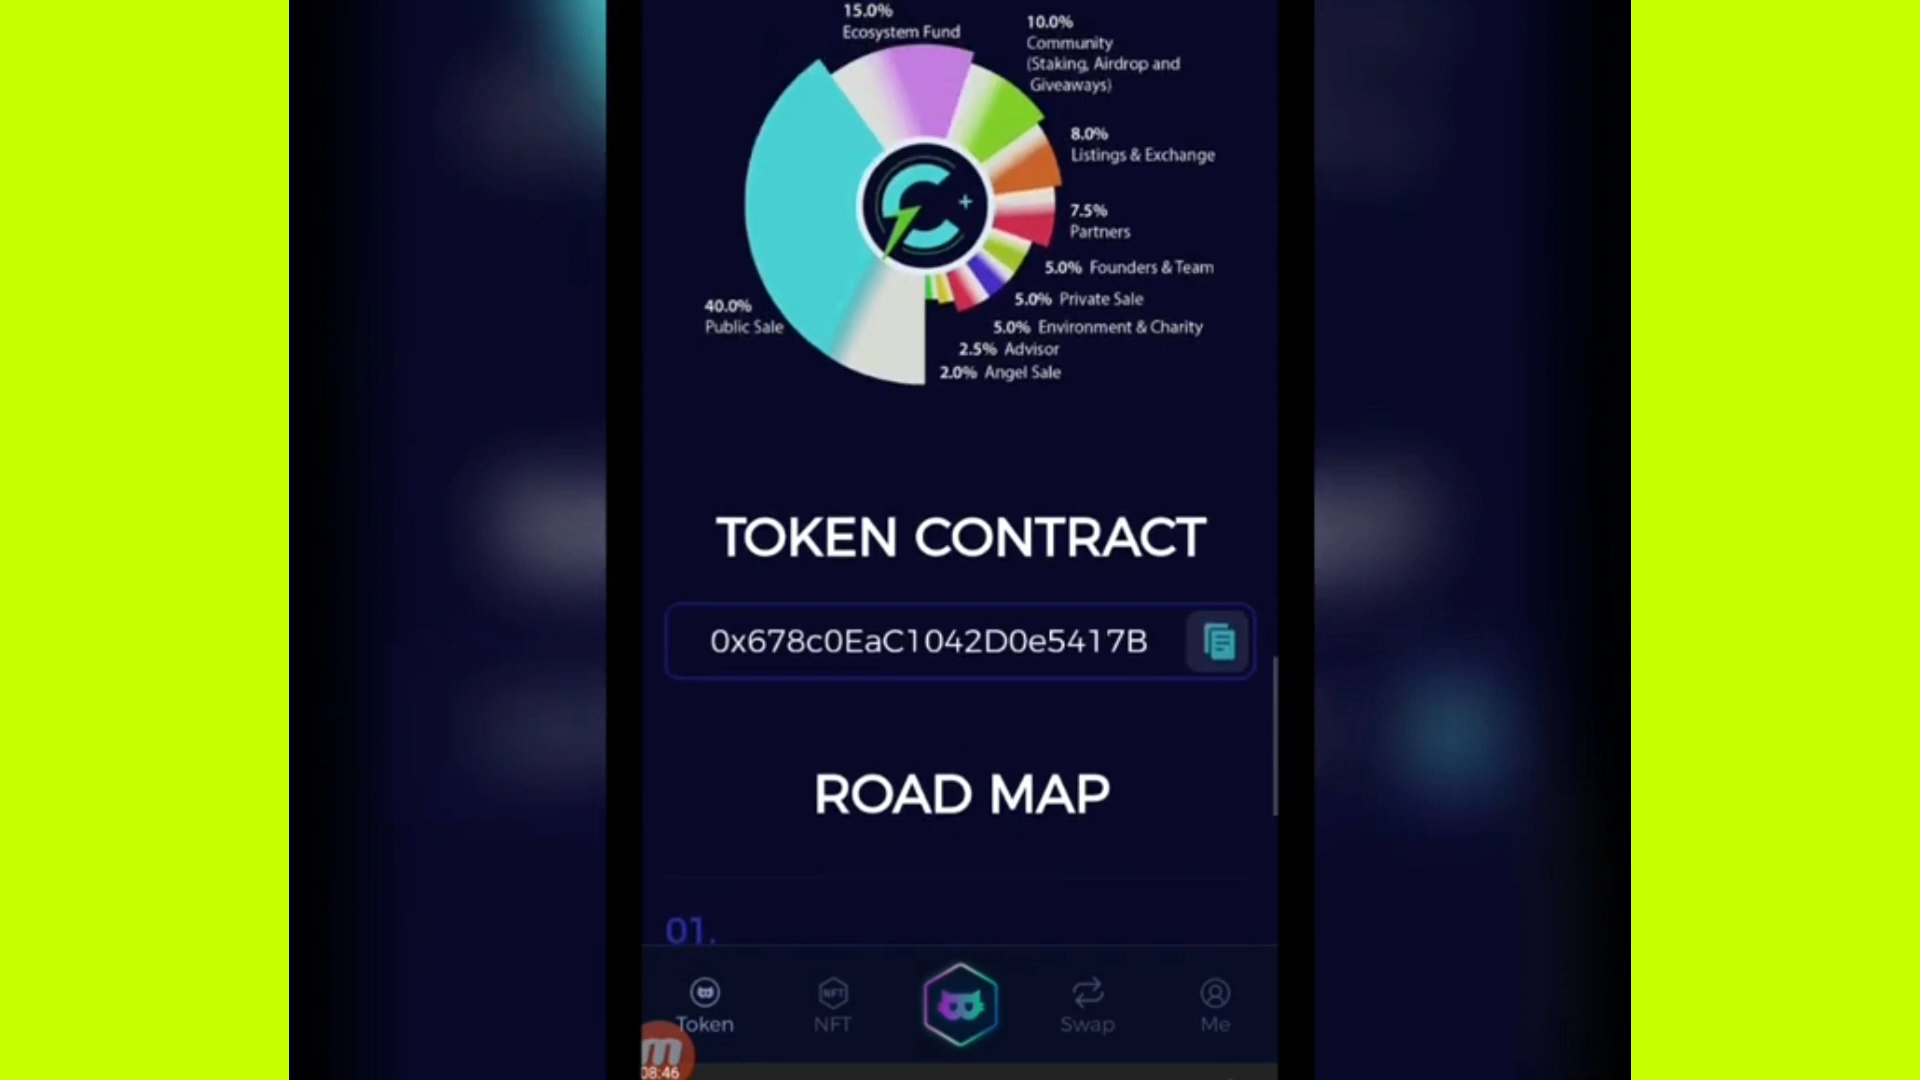 15.0%
Ecosystem Fund
10.0%
Community
(Staking, Airdrop and
Giveaways)
8.0%
Listings & Exchange
7.5%
Partners
5.0% Founders & Team
5.0% Private Sale
5.0% Environment & Charity
2.5% Advisor
2.0% Angel Sale
40.0%
Public Sale
TOKEN CONTRACT
0x678c0EaC1042D0e5417B
ROAD MAP
01.
Token
NFT
NFT
Swap
Me
m
08:46